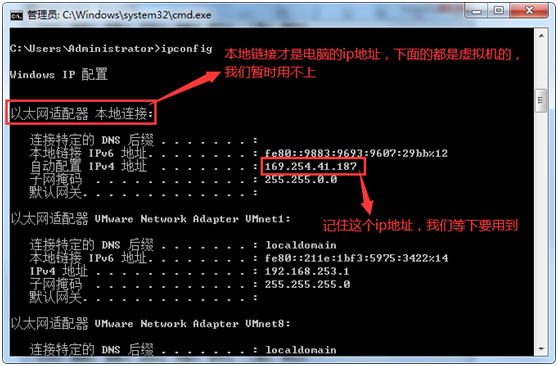 管理员: C:\Windows\system32\cmd.exe
C:\Users\Administrator>ipconfig
本地链接才是电脑的ip地址，下面的都是虚拟机的，
我们暂时用不上
Windows IP 配置
以太网适配器 本地连接:
连接特定的 DNS 后缀 . . . . . . . :
本地链接 IPv6 地址. . . . . . . . : fe80::9883:9693:9607:29bb%12
自动配置 IPv4 地址 . . . . . . . : 169.254.41.187
子网掩码 . . . . . . . . . . . . : 255.255.0.0
默认网关. . . . . . . . . . . . . :
记住这个ip地址，我们等下要用到
以太网适配器 VMware Network Adapter VMnet1:
连接特定的 DNS 后缀 . . . . . . . : localdomain
本地链接 IPv6 地址. . . . . . . . : fe80::211e:1bf3:5975:3422%14
IPv4 地址 . . . . . . . . . . . . : 192.168.253.1
子网掩码 . . . . . . . . . . . . : 255.255.255.0
默认网关. . . . . . . . . . . . . :
以太网适配器 VMware Network Adapter VMnet8:
连接特定的 DNS 后缀 . . . . . . . : localdomain